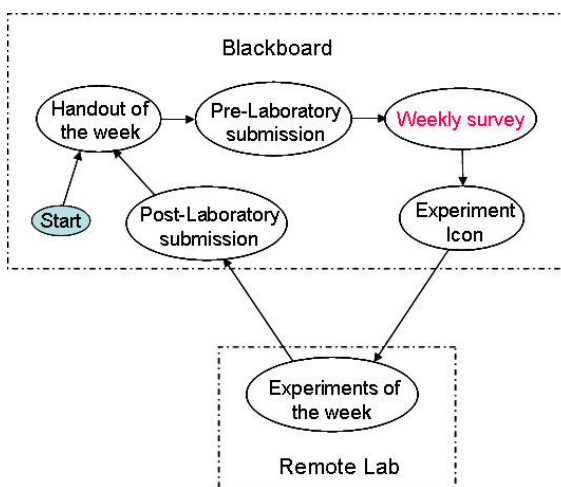 Blackboard
Handout of
the week
Pre-Laboratory
submission
Weekly survey
Start
Post-Laboratory
submission
Experiment
Icon
Experiments of
the week
Remote Lab